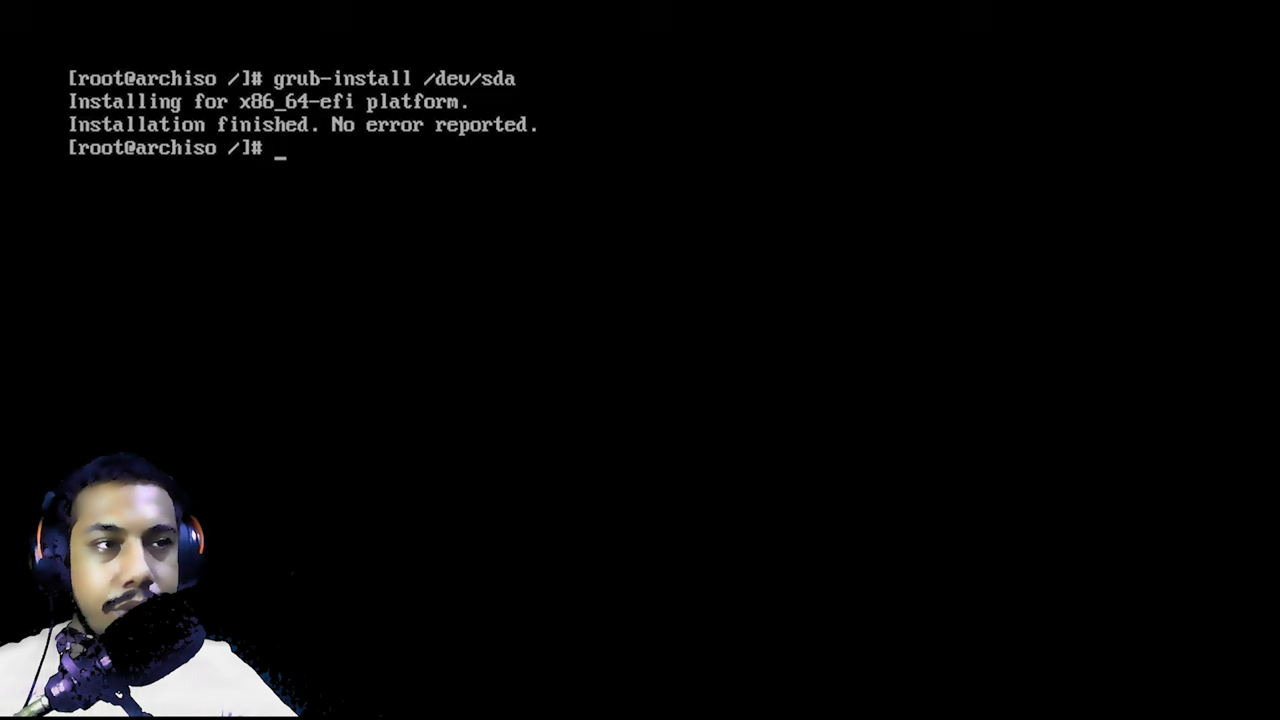 [root@archiso /]# grub-install /dev/sda
Installing for x86_64-efi platform.
Installation finished. No error reported.
[root@archiso /]# _